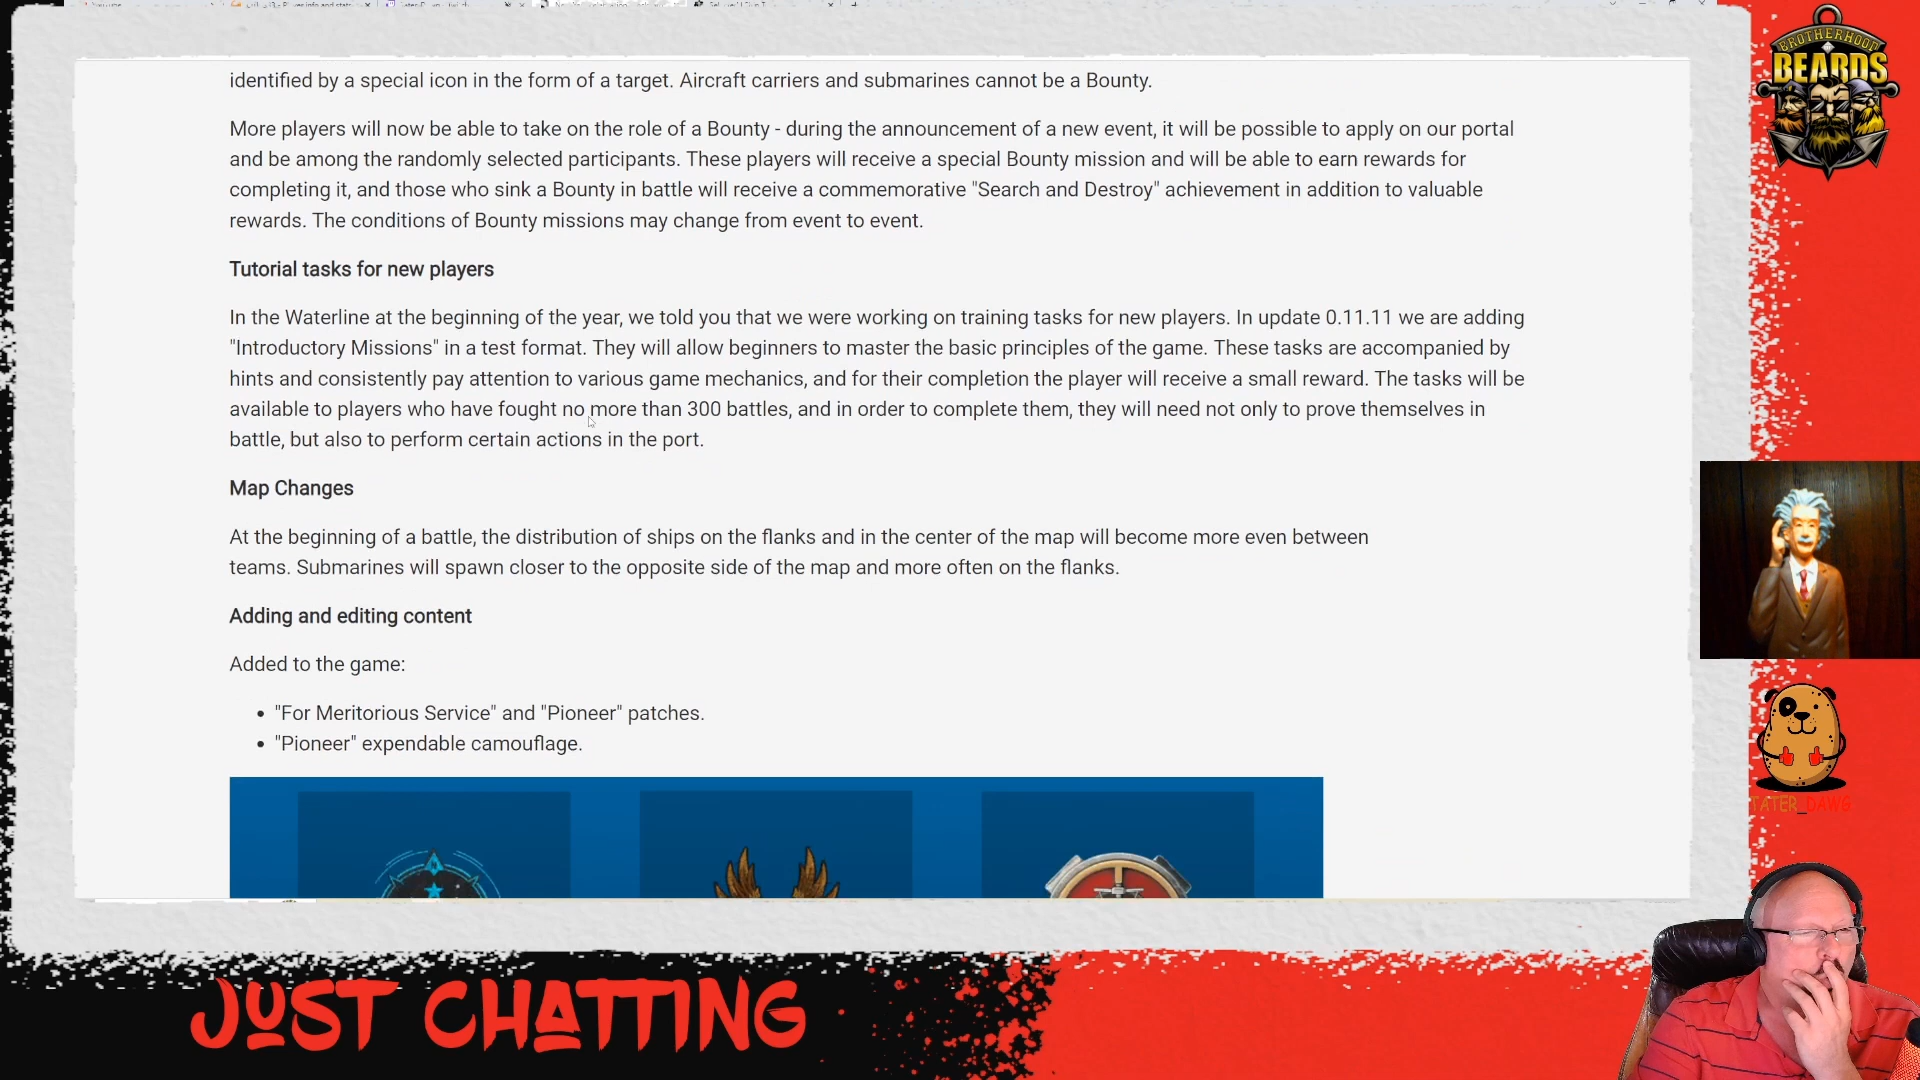 identified by a special icon in the form of a target. Aircraft carriers and submarines cannot be a Bounty.
More players will now be able to take on the role of a Bounty - during the announcement of a new event, it will be possible to apply on our portal
and be among the randomly selected participants. These players will receive a special Bounty mission and will be able to earn rewards for
completing it, and those who sink a Bounty in battle will receive a commemorative "Search and Destroy" achievement in addition to valuable
rewards. The conditions of Bounty missions may change from event to event.
Tutorial tasks for new players
In the Waterline at the beginning of the year, we told you that we were working on training tasks for new players. In update 0.11.11 we are adding
"Introductory Missions" in a test format. They will allow beginners to master the basic principles of the game. These tasks are accompanied by
hints and consistently pay attention to various game mechanics, and for their completion the player will receive a small reward. The tasks will be
available to players who have fought no more than 300 battles, and in order to complete them, they will need not only to prove themselves in
battle, but also to perform certain actions in the port.
Map Changes
At the beginning of a battle, the distribution of ships on the flanks and in the center of the map will become more even between
teams. Submarines will spawn closer to the opposite side of the map and more often on the flanks.
Adding and editing content
Added to the game:
• "For Meritorious Service" and "Pioneer" patches.
• "Pioneer" expendable camouflage.
BROTHERHOOD
BEARDS
TATER_DAWG
JUST CHATTING